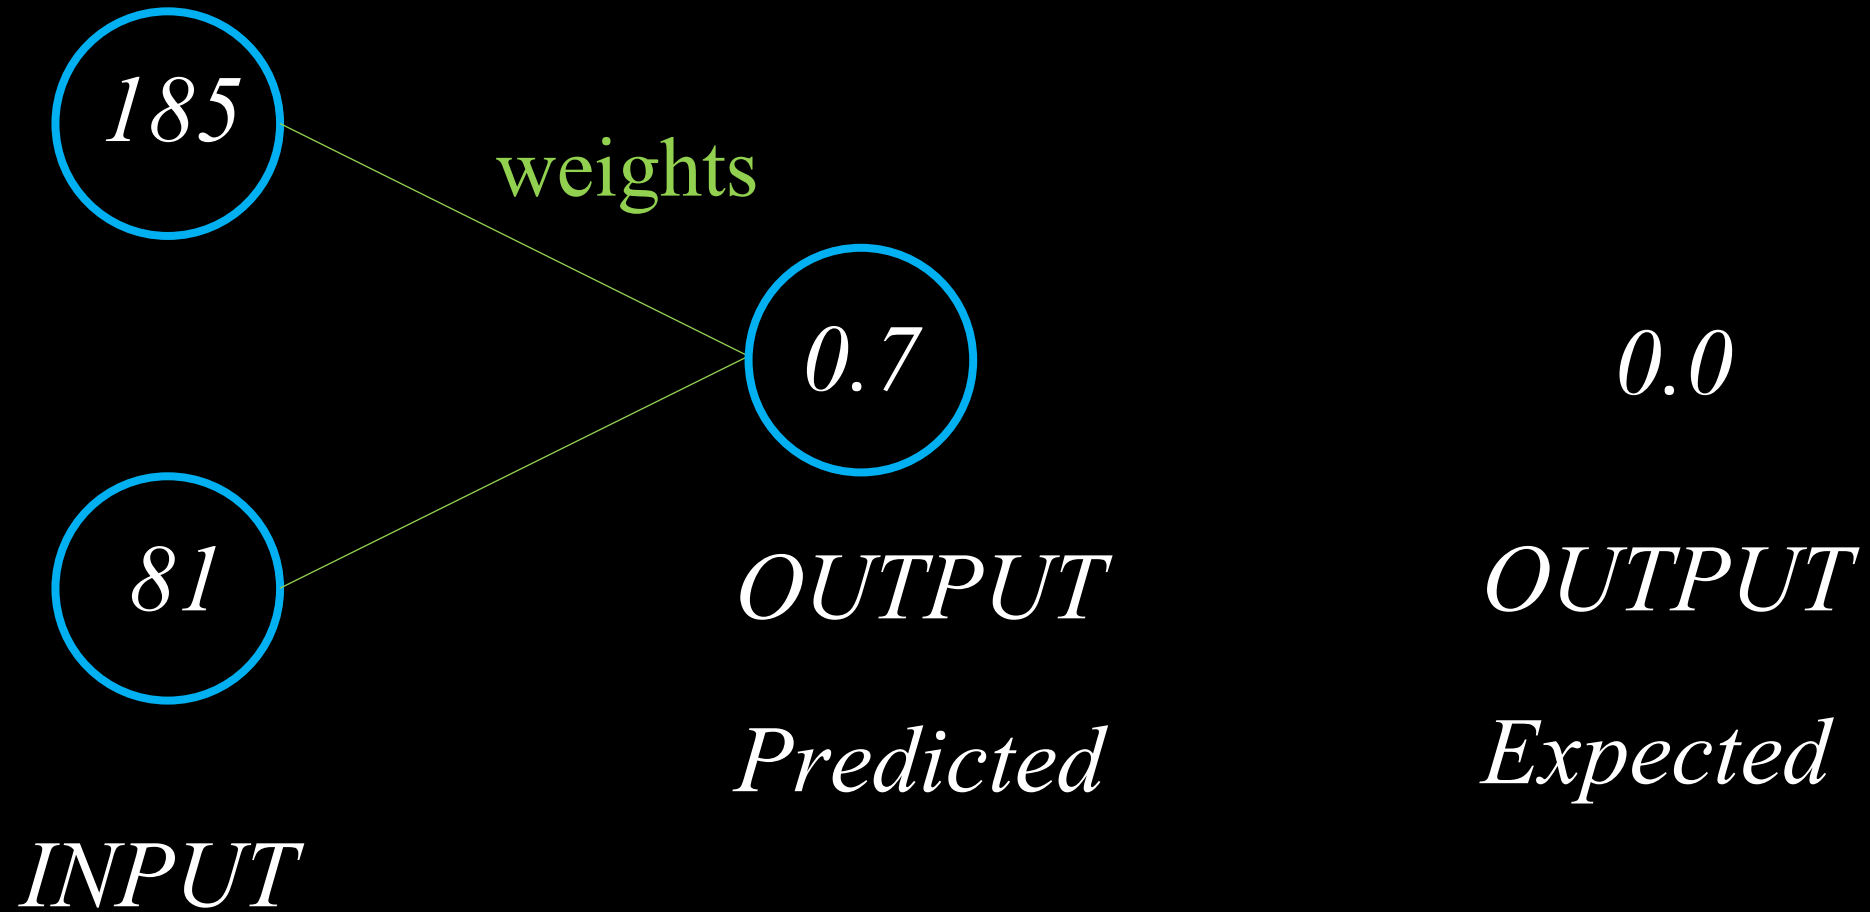 185
weights
0.7
0.0
81
OUTPUT
OUTPUT
Predicted
Expected
INPUT